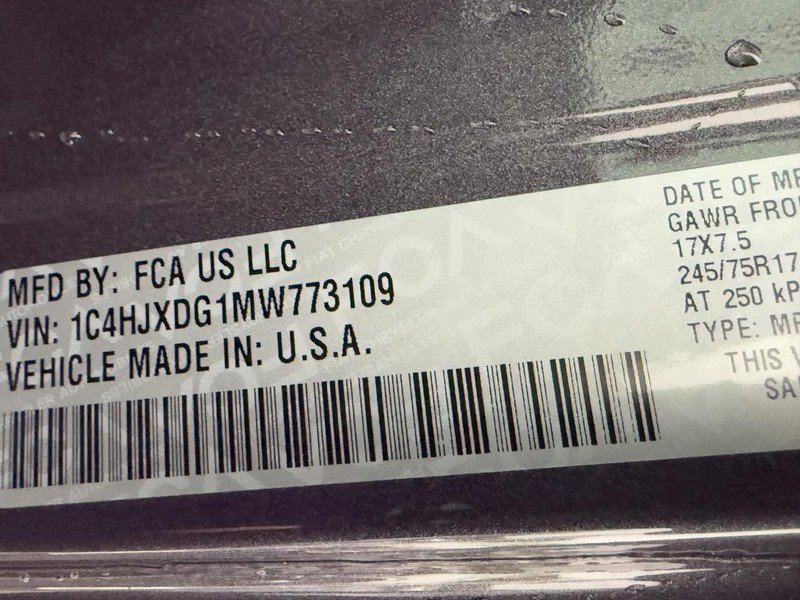 MFD BY: FCA US LLC
VIN: 1C4HJXDG1MW773109
VEHICLE MADE IN: U.S.A.
DATE OF
GAWR
17X7.5
245/75R17
AT 250
TYPE:
THIS